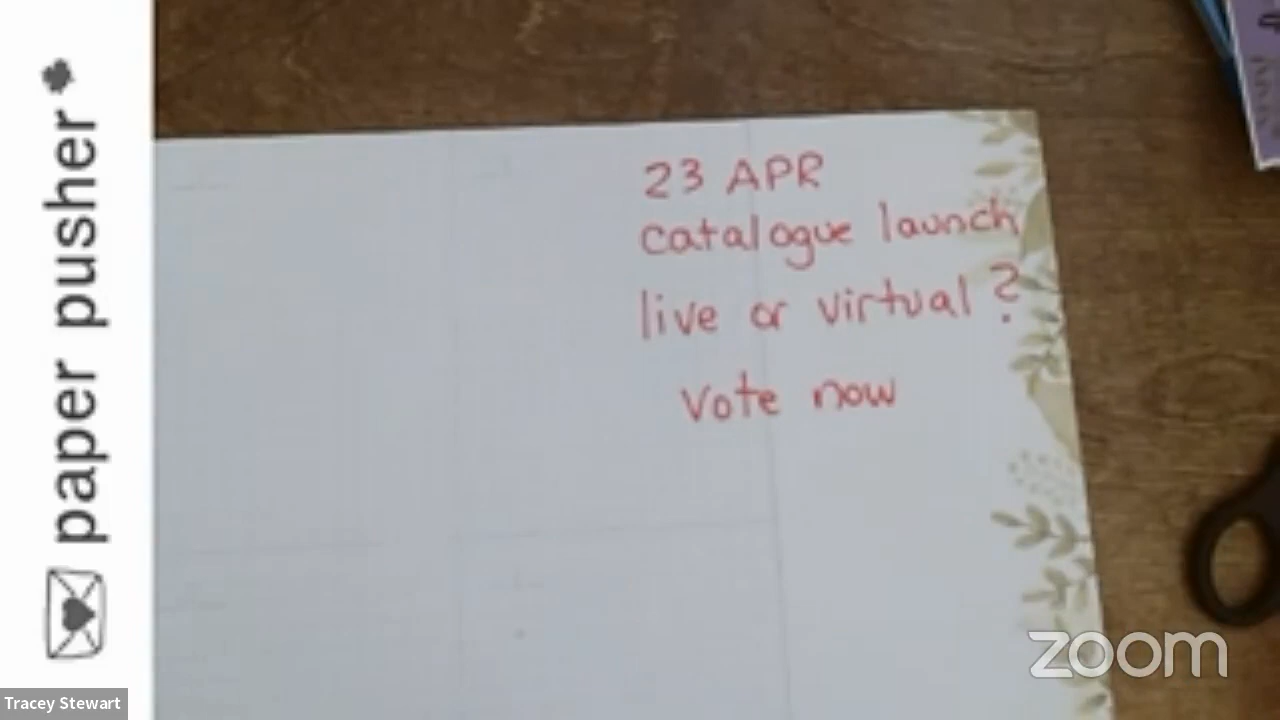 paper pusher
23 APR
catalogue launch
live or virtual?
vote now
zoom
Tracey Stewart